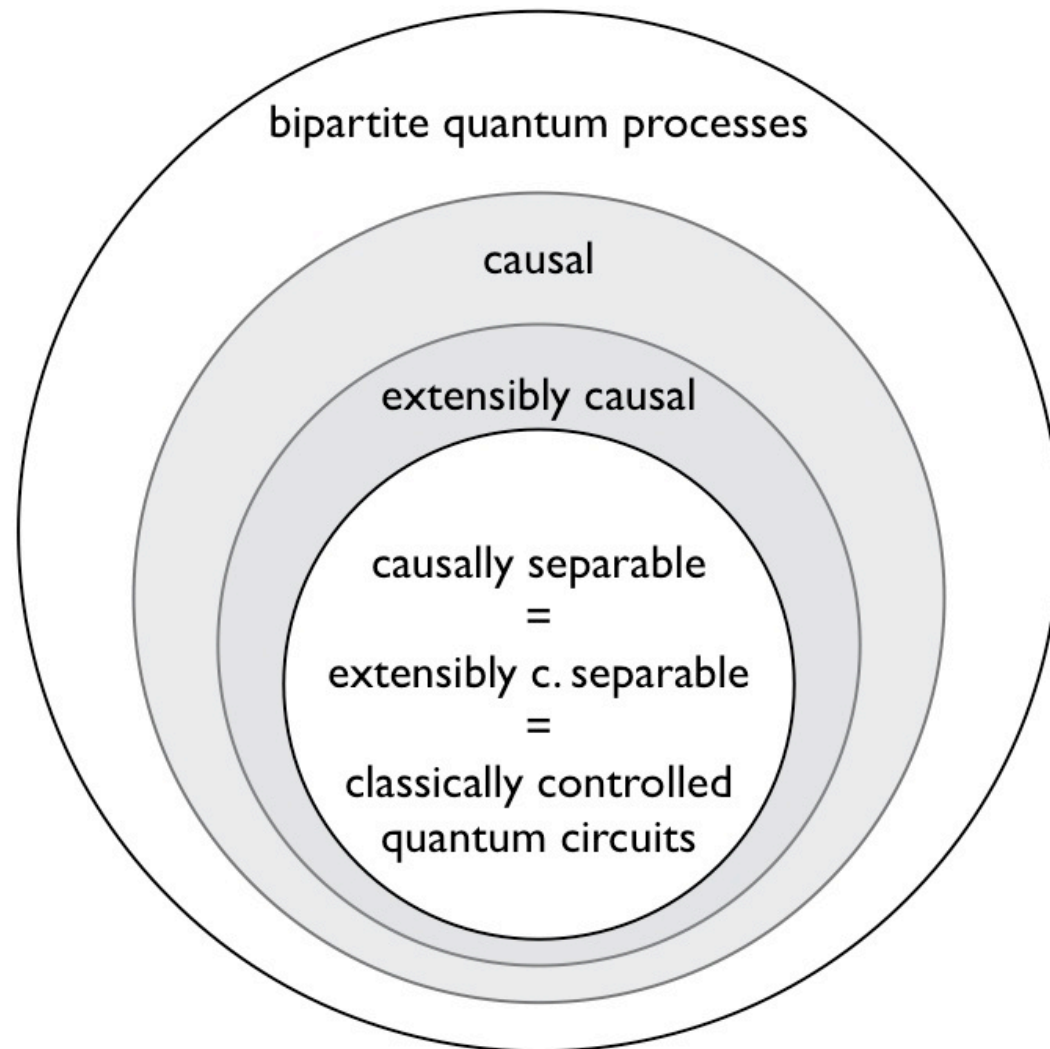 bipartite quantum processes
causal
extensibly causal
causally separable
=
extensibly c. separable
=
classically controlled
quantum circuits